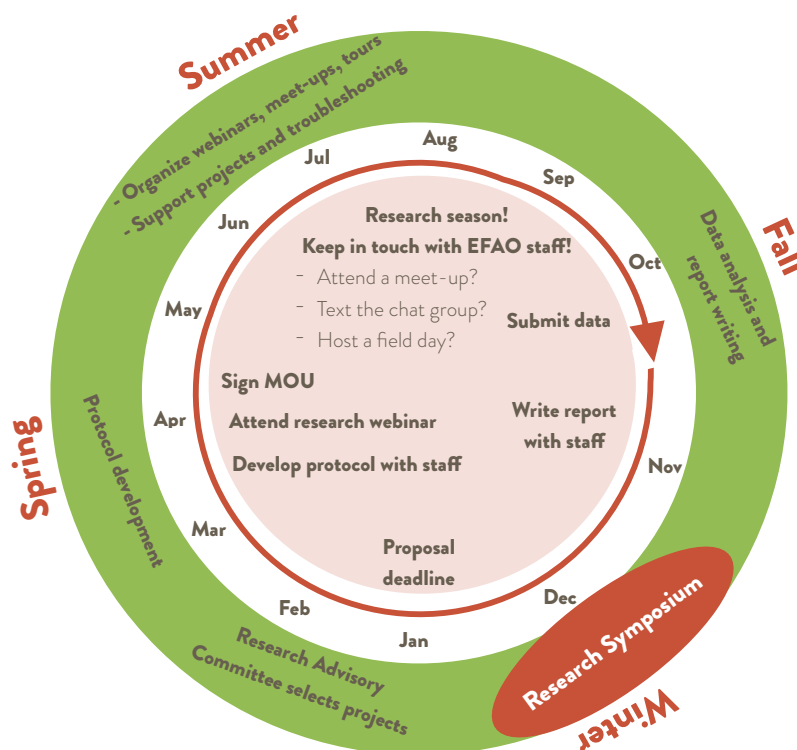 Summer
- Organize webinars, meet-ups, tours
- Support projects and troubleshooting
Aug
Jul
Sep
Jun
Oct
May
Apr
Nov
Mar
Dec
Feb
Jan
Research season!
Keep in touch with EFAO staff!
- Attend a meet-up?
- Text the chat group?
- Host a field day?
Submit data
Sign MOU
Attend research webinar
Develop protocol with staff
Write report
with staff
Proposal
deadline
Fall
Data analysis and
report writing
Spring
Protocol development
Research Advisory
Committee selects projects
Research Symposium
Winter